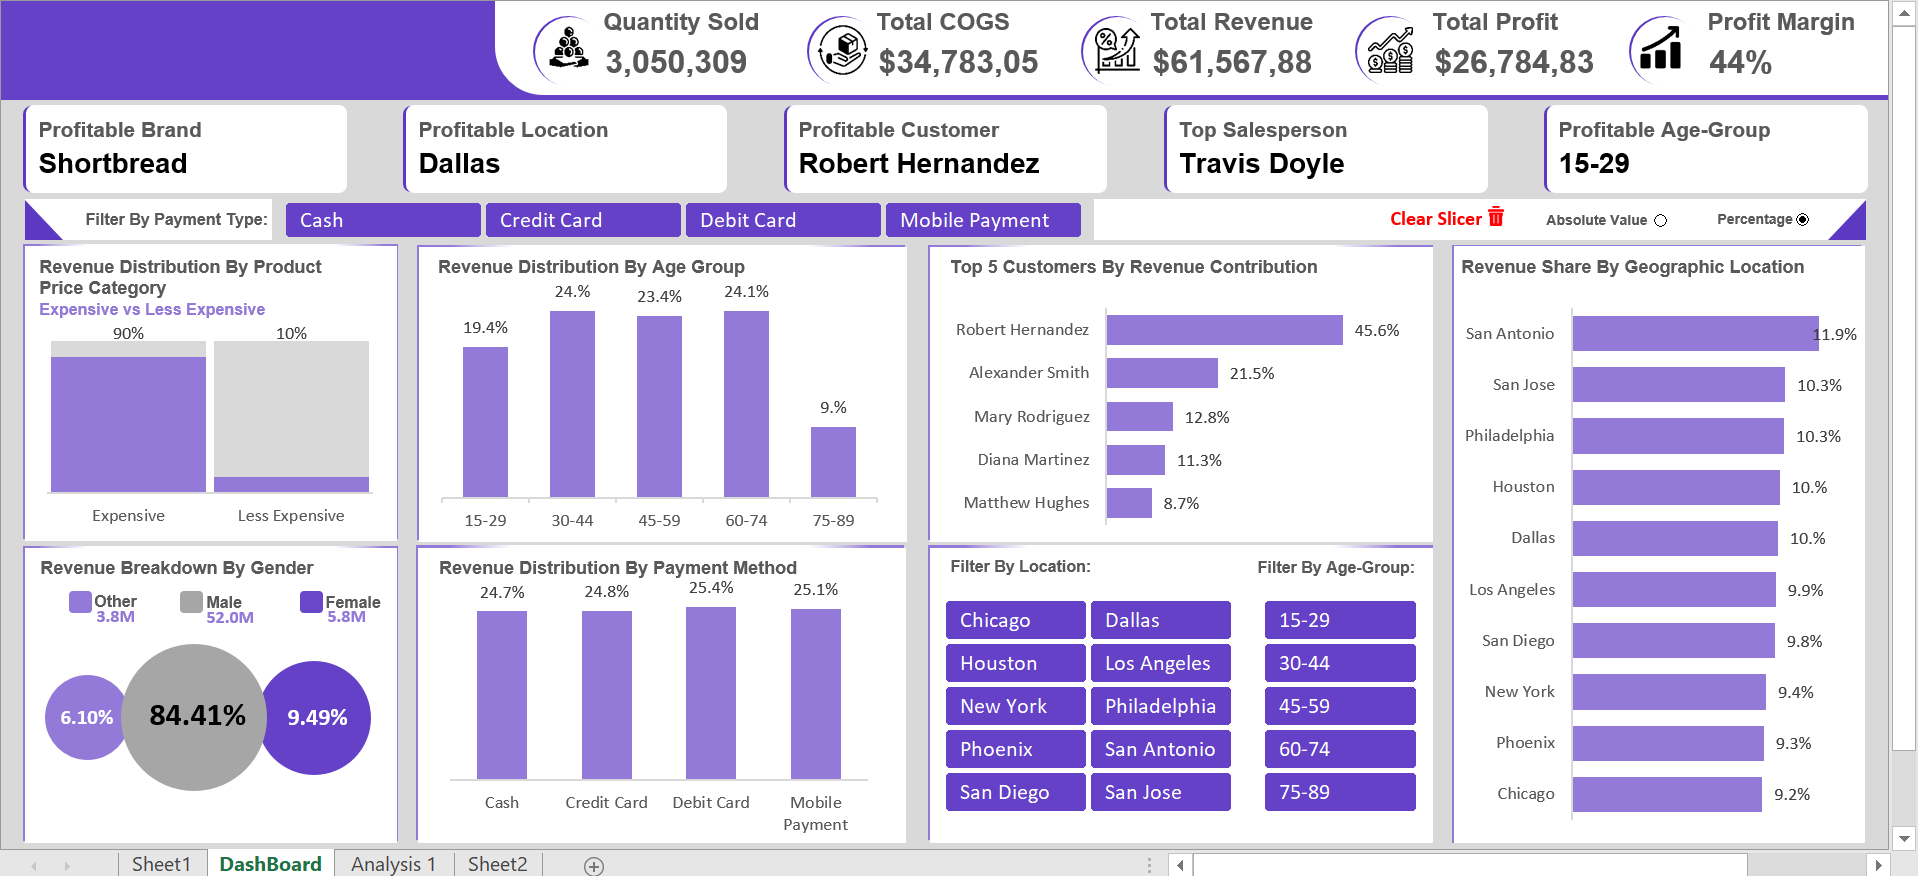 Quantity Sold
3,050,309
Total COGS
$34,783,05
Total Revenue
$61,567,88
Total Profit
$26,784,83
Profit Margin
44%
Profitable Brand
Shortbread
Profitable Location
Dallas
Profitable Customer
Robert Hernandez
Top Salesperson
Travis Doyle
Profitable Age-Group
15-29
Filter By Payment Type:
Cash
Credit Card
Debit Card
Mobile Payment
Clear Slicer
Absolute Value
Percentage
Revenue Distribution By Product
Price Category
Expensive vs Less Expensive
90%
10%
Expensive
Less Expensive
Revenue Distribution By Age Group
19.4%
24.%
23.4%
24.1%
9.%
15-29
30-44
45-59
60-74
75-89
Top 5 Customers By Revenue Contribution
Robert Hernandez
45.6%
Alexander Smith
21.5%
Mary Rodriguez
12.8%
Diana Martinez
11.3%
Matthew Hughes
8.7%
Revenue Share By Geographic Location
San Antonio
11.9%
San Jose
10.3%
Philadelphia
10.3%
Houston
10.%
Dallas
10.%
Los Angeles
9.9%
San Diego
9.8%
New York
9.4%
Phoenix
9.3%
Chicago
9.2%
Revenue Breakdown By Gender
Other
3.8M
Male
52.0M
Female
5.8M
6.10%
84.41%
9.49%
Revenue Distribution By Payment Method
24.7%
24.8%
25.4%
25.1%
Cash
Credit Card
Debit Card
Mobile
Payment
Filter By Location:
Chicago
Dallas
Houston
Los Angeles
New York
Philadelphia
Phoenix
San Antonio
San Diego
San Jose
Filter By Age-Group:
15-29
30-44
45-59
60-74
75-89
Sheet1
DashBoard
Analysis 1
Sheet2